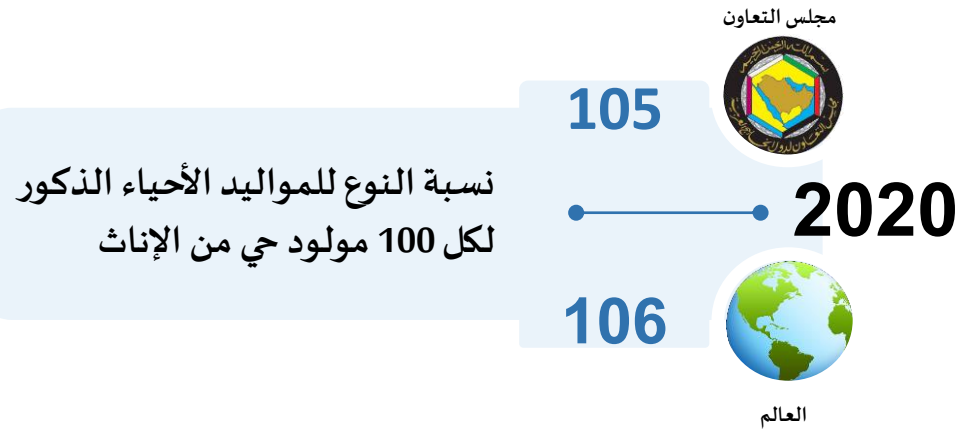 مجلس التعاون
105
نسبة النوع للمواليد الأحياء الذكور
لكل 100 مولود حي من الإناث
2020
106
العالم